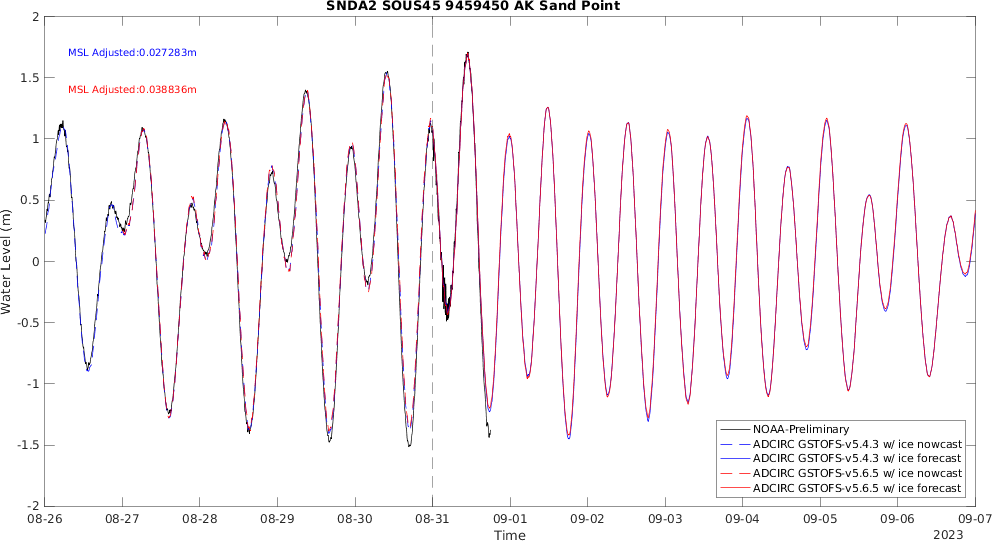 SNDA2 SOUS45 9459450 AK Sand Point
2
MSL Adjusted:0.027283m
1.5
MSL Adjusted:0.038836m
1
0.5
Water Level (m)
0
-0.5
-1
-1.5
-2
NOAA-Preliminary
ADCIRC GSTOFS-v5.4.3 w/ ice nowcast
ADCIRC GSTOFS-v5.4.3 w/ ice forecast
ADCIRC GSTOFS-v5.6.5 w/ ice nowcast
ADCIRC GSTOFS-v5.6.5 w/ ice forecast
08-26 08-27 08-28 08-29 08-30 08-31 09-01 09-02 09-03 09-04 09-05 09-06 09-07
Time
2023